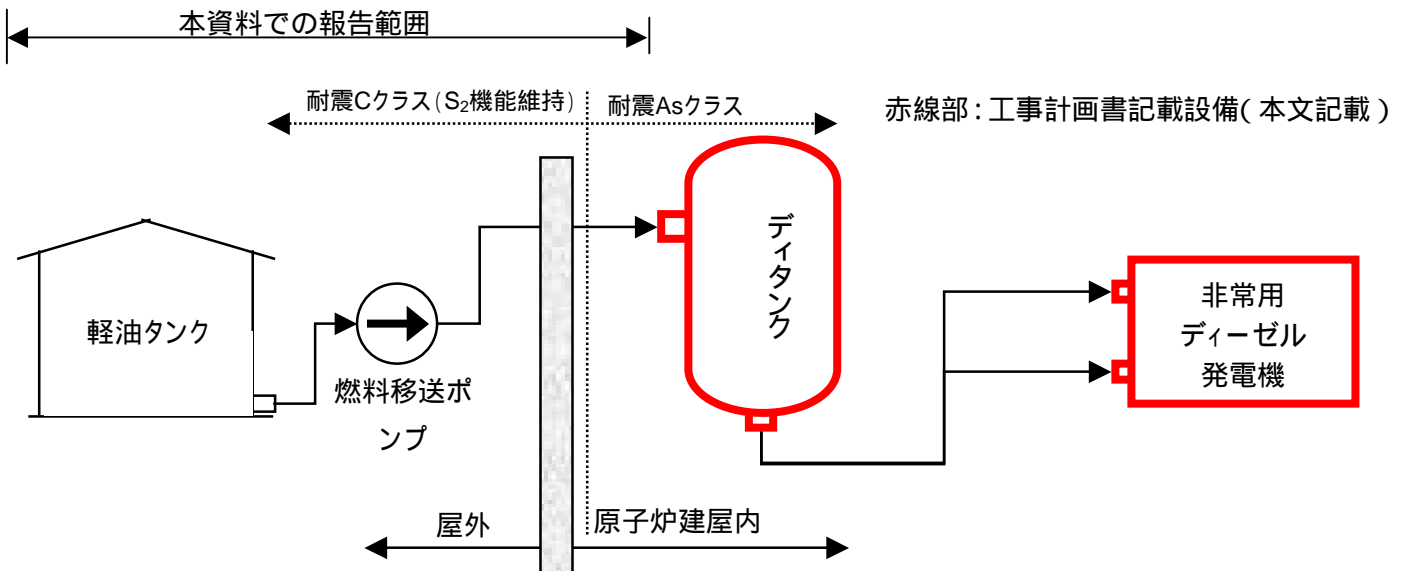 本資料での報告範囲
耐震Cクラス(S₂機能維持)
耐震Asクラス
赤線部:工事計画書記載設備(本文記載)
軽油タンク
燃料移送ポ
ンプ
ディタンク
非常用
ディーゼル
発電機
屋外
原子炉建屋内